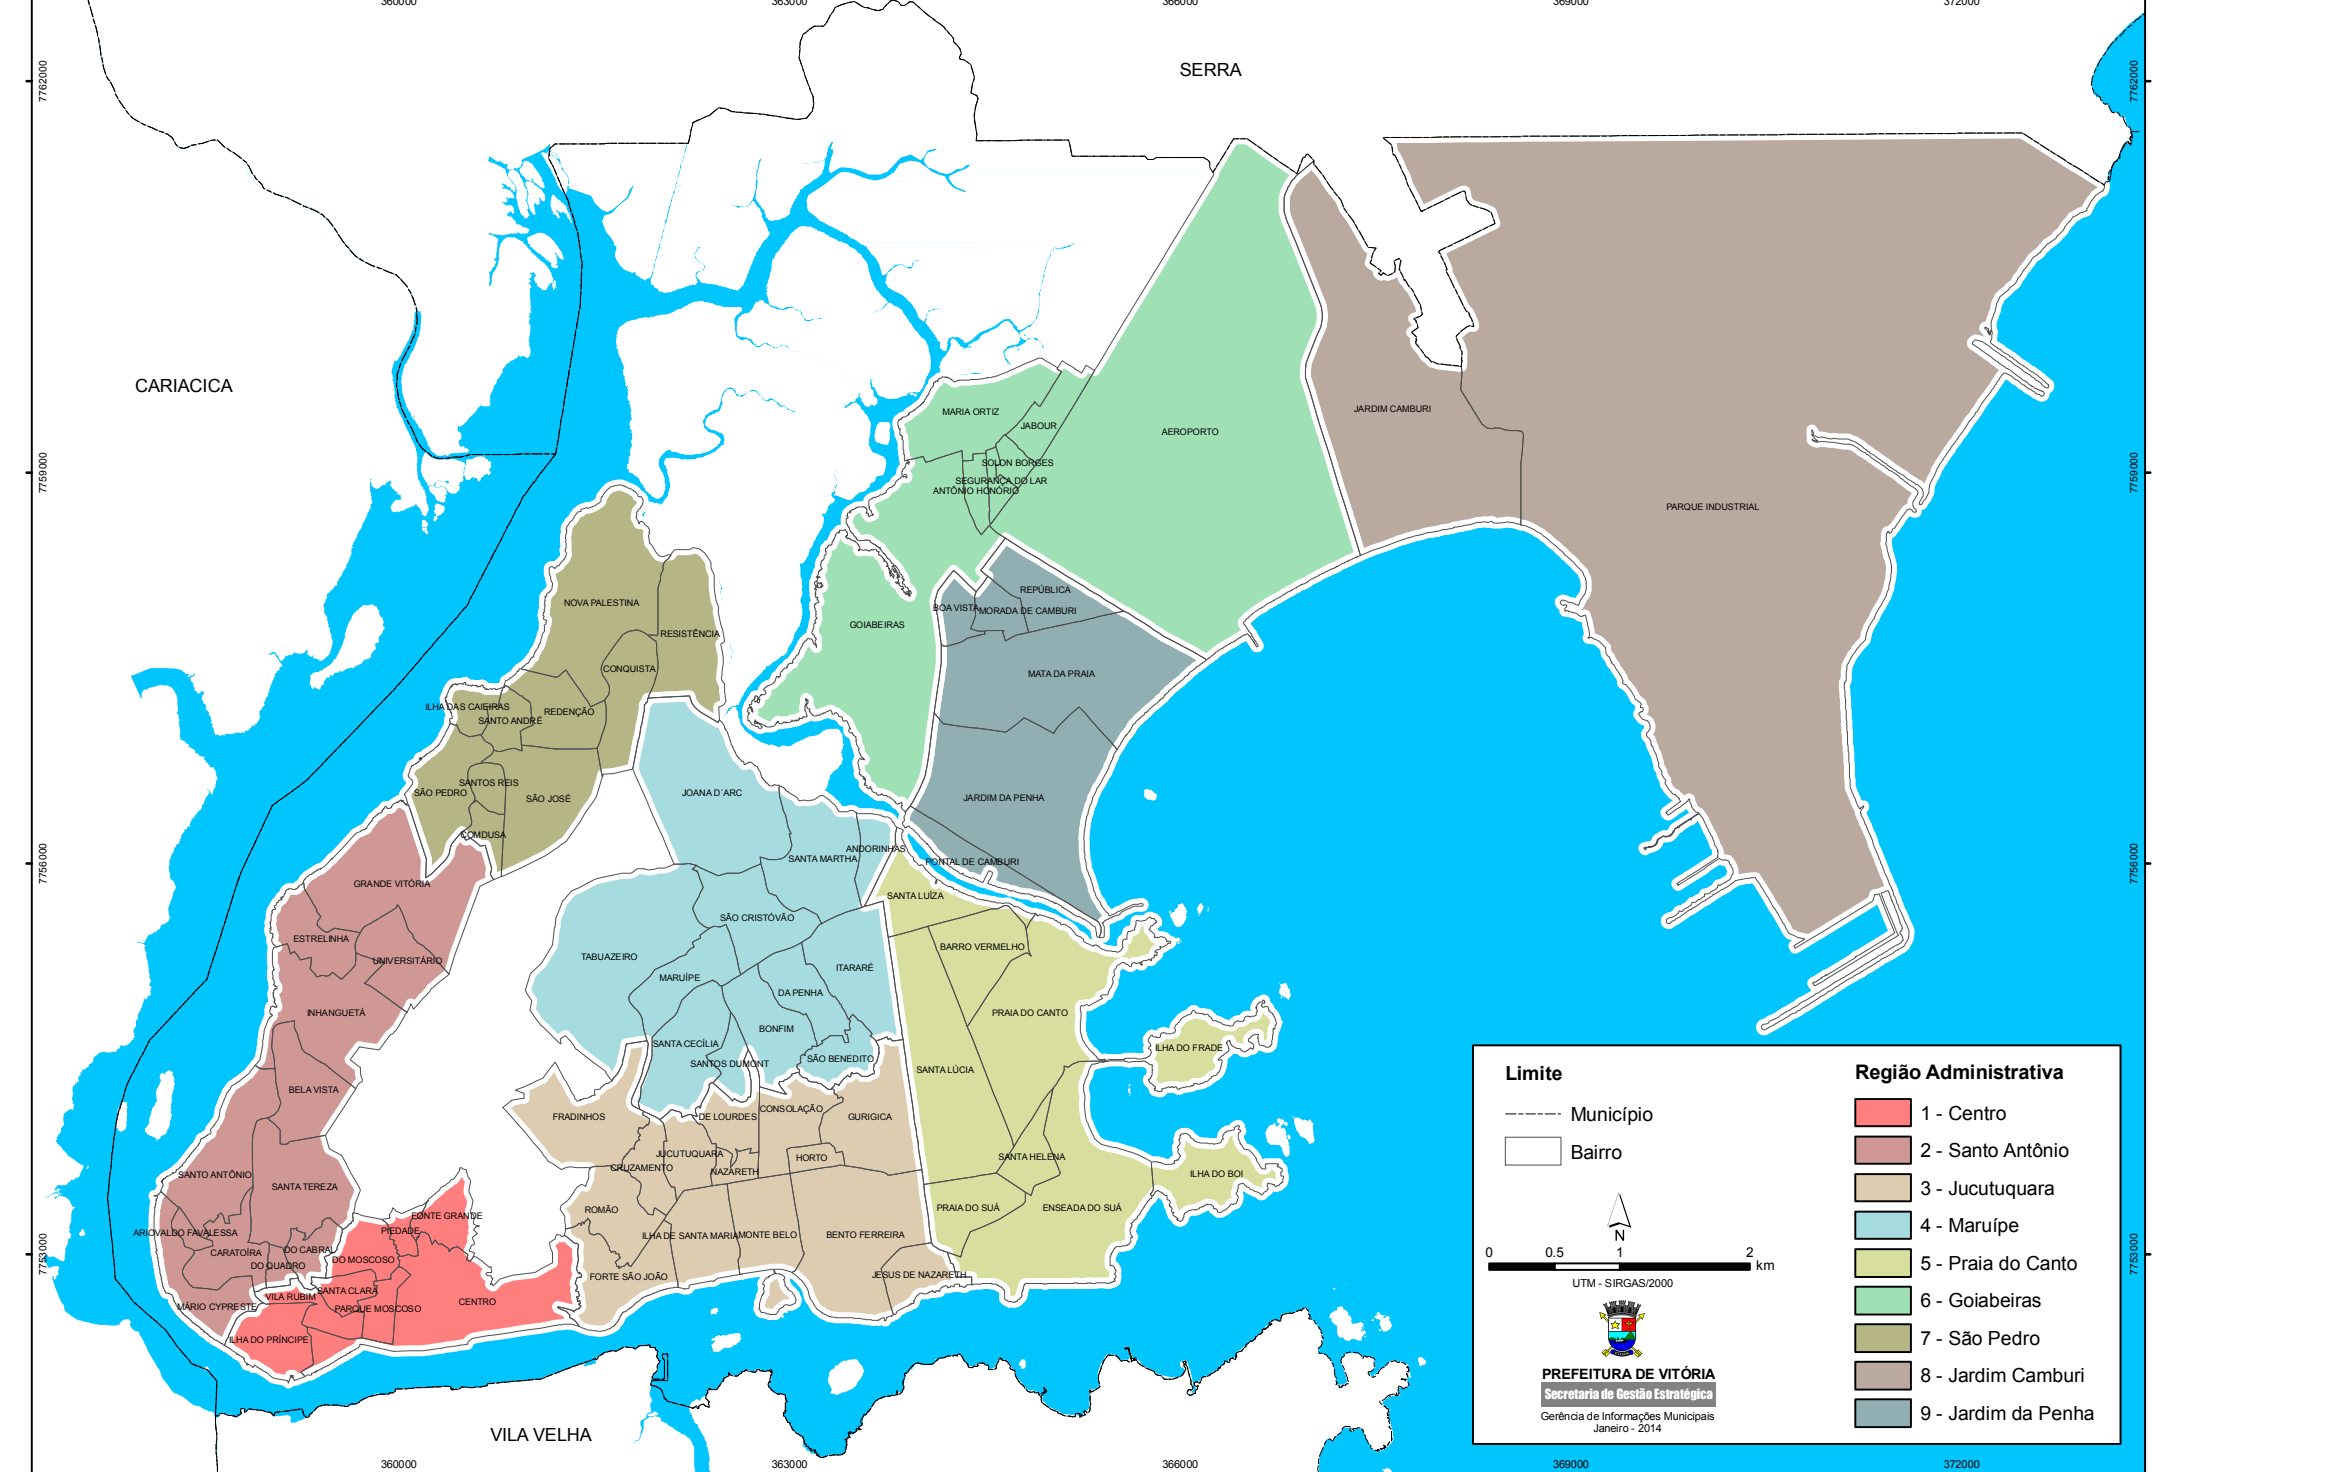 360000
363000
366000
369000
372000
7762000
SERRA
7762000
CARIACICA
MARIA ORTIZ
JABOUR
AEROPORTO
JARDIM CAMBURI
7759000
SOLON BORGES
SEGURANÇA DO LAR
ANTÔNIO HONÓRIO
PARQUE INDUSTRIAL
7759000
NOVA PALESTINA
RESISTÊNCIA
CONQUISTA
GOIABEIRAS
REPÚBLICA
BOA VISTA
MORADA DE CAMBURI
MATA DA PRAIA
ILHA DAS CAIEIRAS
SANTO ANDRÉ
REDENÇÃO
SANTOS REIS
SÃO PEDRO
SÃO JOSÉ
COMDUSA
JOANA D´ARC
JARDIM DA PENHA
7756000
SANTA MARTHA
ANDORINHAS
PONTAL DE CAMBURI
7756000
GRANDE VITÓRIA
SANTA LUÍZA
SÃO CRISTÓVÃO
ESTRELINHA
UNIVERSITÁRIO
TABUAZEIRO
MARUÍPE
ITARARÉ
BARRO VERMELHO
DA PENHA
INHANGUETÁ
BONFIM
PRAIA DO CANTO
SANTA CECÍLIA
SANTOS DUMONT
SÃO BENEDITO
ILHA DO FRADE
SANTA LÚCIA
BELA VISTA
FRADINHOS
DE LOURDES
CONSOLAÇÃO
GURIGICA
JUCUTUQUARA
CRUZAMENTO
NAZARETH
HORTO
SANTA HELENA
ILHA DO BOI
SANTO ANTÔNIO
SANTA TEREZA
ROMÃO
PRAIA DO SUÁ
ENSEADA DO SUÁ
FONTE GRANDE
PIEDADE
ARIOVALDO FAVALESSA
CARATOÍRA
DO CABRAL
DO QUADRO
DO MOSCOSO
ILHA DE SANTA MARIA
MONTE BELO
BENTO FERREIRA
7753000
FORTE SÃO JOÃO
JESUS DE NAZARETH
7753000
MÁRIO CYPRESTE
VILA RUBIM
SANTA CLARA
PARQUE MOSCOSO
CENTRO
ILHA DO PRÍNCIPE
VILA VELHA
Limite
Município
Bairro
N
0 0.5 1 2
km
UTM - SIRGAS/2000
PREFEITURA DE VITÓRIA
Secretaria de Gestão Estratégica
Gerência de Informações Municipais
Janeiro - 2014
Região Administrativa
1 - Centro
2 - Santo Antônio
3 - Jucutuquara
4 - Maruípe
5 - Praia do Canto
6 - Goiabeiras
7 - São Pedro
8 - Jardim Camburi
9 - Jardim da Penha
360000
363000
366000
369000
372000